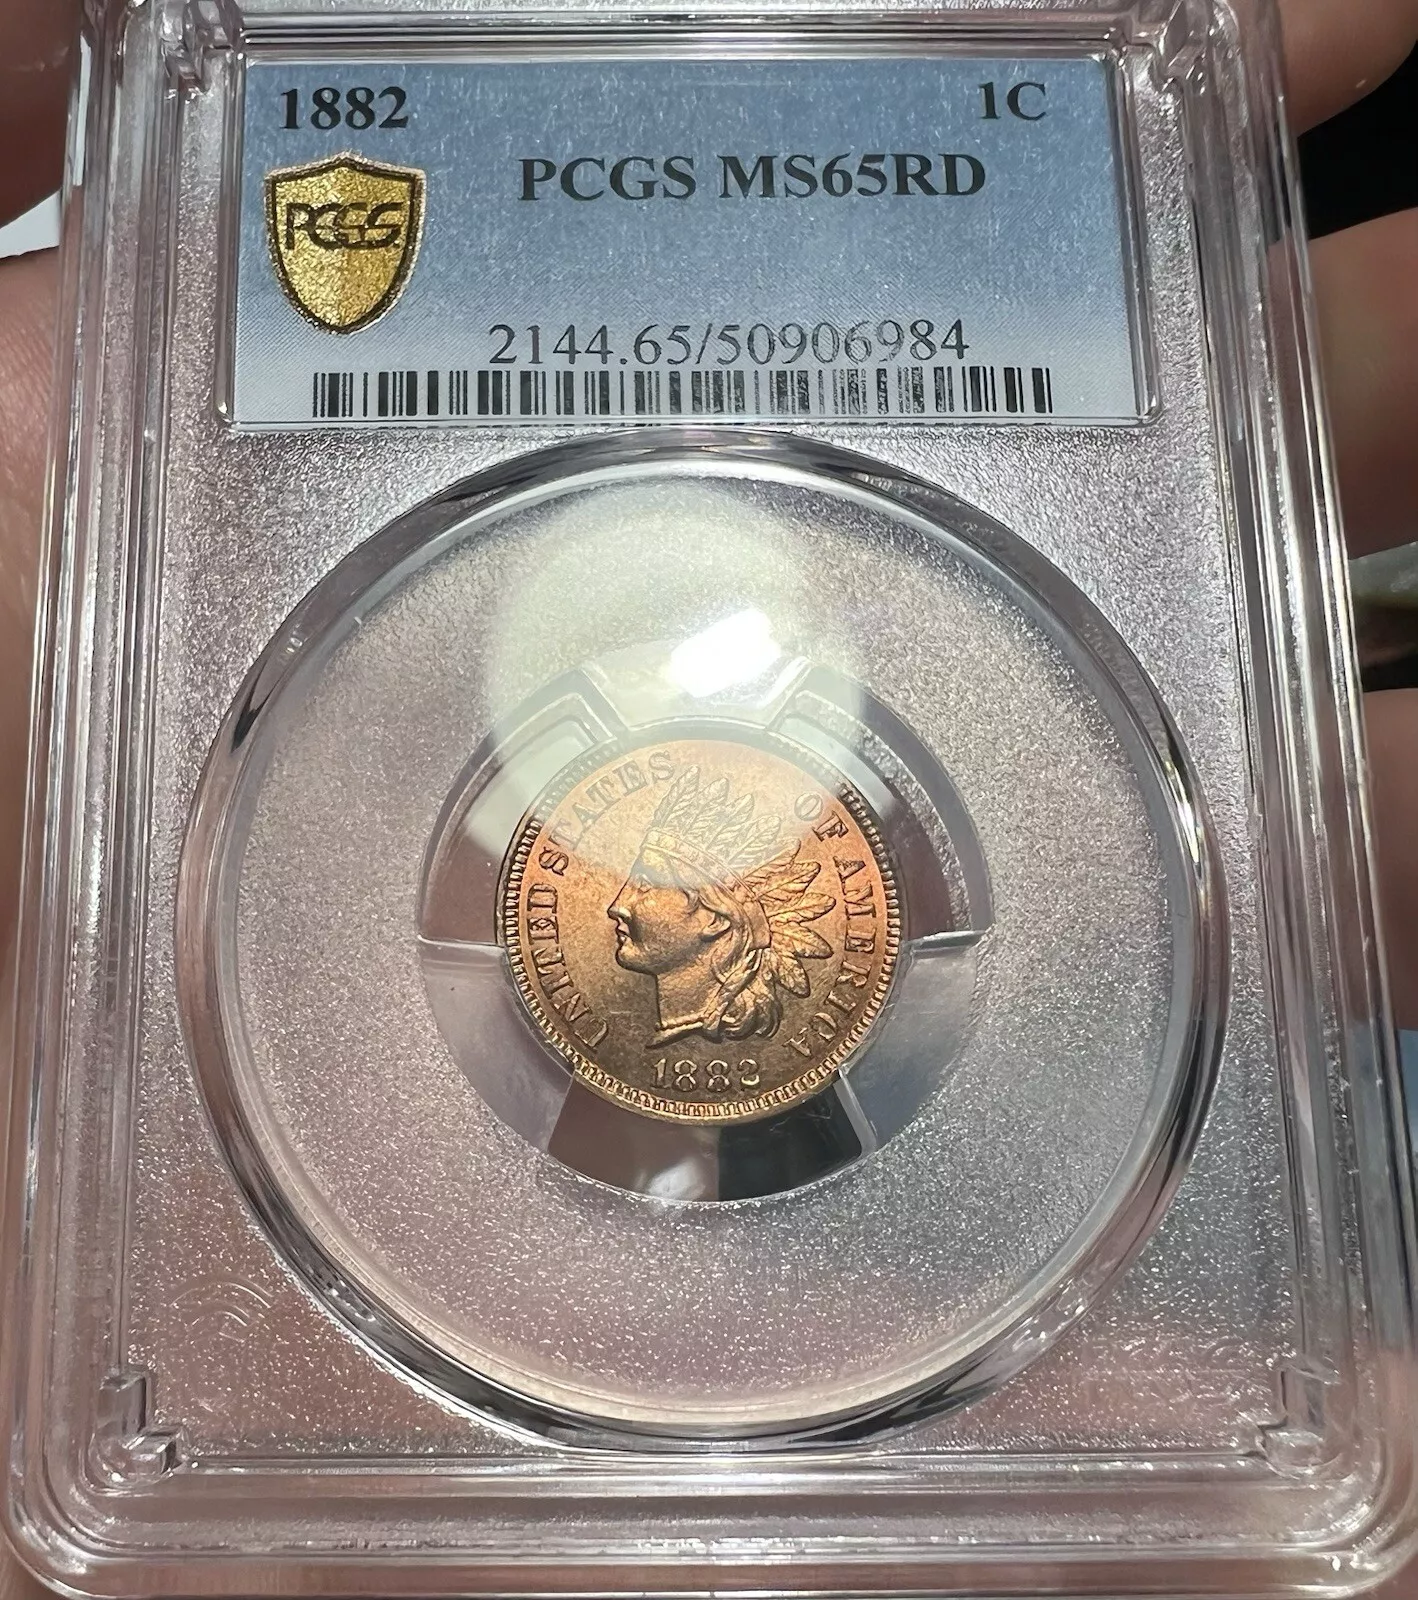 1882 1C
PCGS MS65RD
PCGS
2144.65/50906984
UNITED STATES OF AMERICA
1882